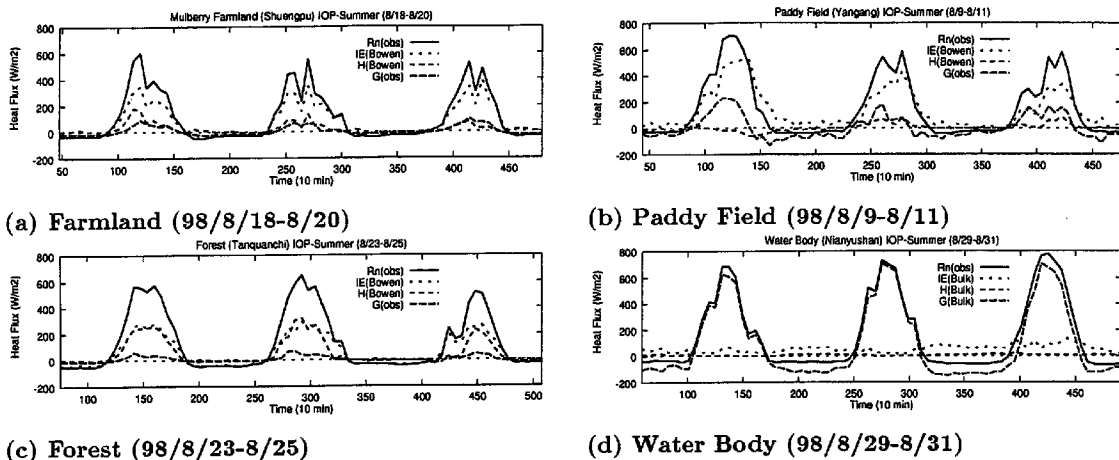 Mulberry Farmland (Shuengpu) IOP-Summer (8/18-8/20)
800
600
400
200
0
-200
Heat Flux (W/m2)
Rn(obs)
lE(Bowen)
H(Bowen)
G(obs)
50 100 150 200 250 300 350 400 450
Time (10 min)
(a) Farmland (98/8/18-8/20)
Paddy Field (Yangang) IOP-Summer (8/9-8/11)
800
600
400
200
0
-200
Heat Flux (W/m2)
Rn(obs)
lE(Bowen)
H(Bowen)
G(obs)
50 100 150 200 250 300 350 400 450
Time (10 min)
(b) Paddy Field (98/8/9-8/11)
Forest (Tanquanchi) IOP-Summer (8/23-8/25)
800
600
400
200
0
-200
Heat Flux (W/m2)
Rn(obs)
lE(Bowen)
H(Bowen)
G(obs)
100 150 200 250 300 350 400 450 500
Time (10 min)
(c) Forest (98/8/23-8/25)
Water Body (Nianyushan) IOP-Summer (8/29-8/31)
800
600
400
200
0
-200
Heat Flux (W/m2)
Rn(obs)
lE(Bulk)
H(Bulk)
G(Bulk)
50 100 150 200 250 300 350 400 450
Time (10 min)
(d) Water Body (98/8/29-8/31)